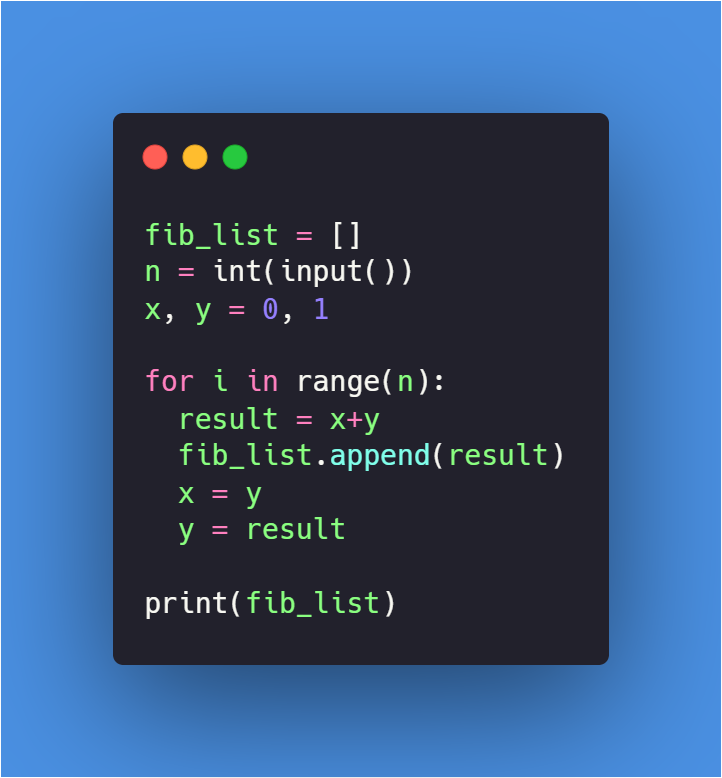 fib_list = []
n = int(input())
x, y = 0, 1

for i in range(n):
  result = x+y
  fib_list.append(result)
  x = y
  y = result

print(fib_list)